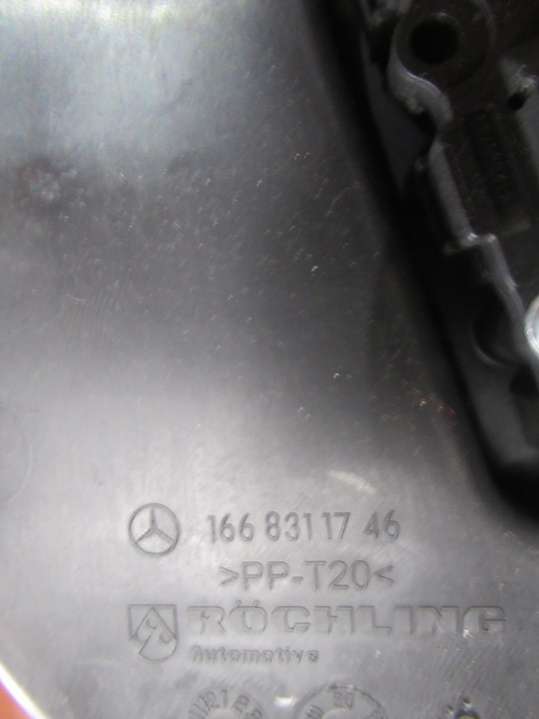 166 831 17 46
>PP-T20<
RÖCHLING
Automotive